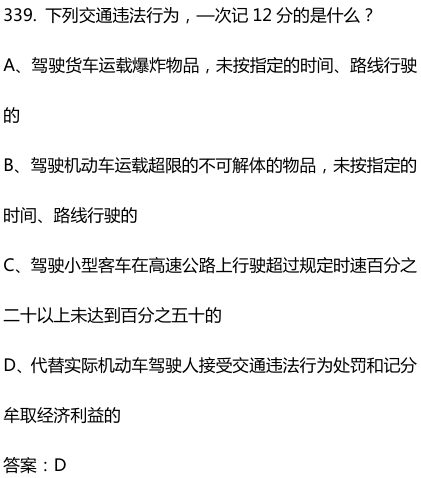 339. 下列交通违法行为，—次记 12 分的是什么？
A、驾驶货车运载爆炸物品，未按指定的时间、路线行驶
的
B、驾驶机动车运载超限的不可解体的物品，未按指定的
时间、路线行驶的
C、驾驶小型客车在高速公路上行驶超过规定时速百分之
二十以上未达到百分之五十的
D、代替实际机动车驾驶人接受交通违法行为处罚和记分
牟取经济利益的
答案：D